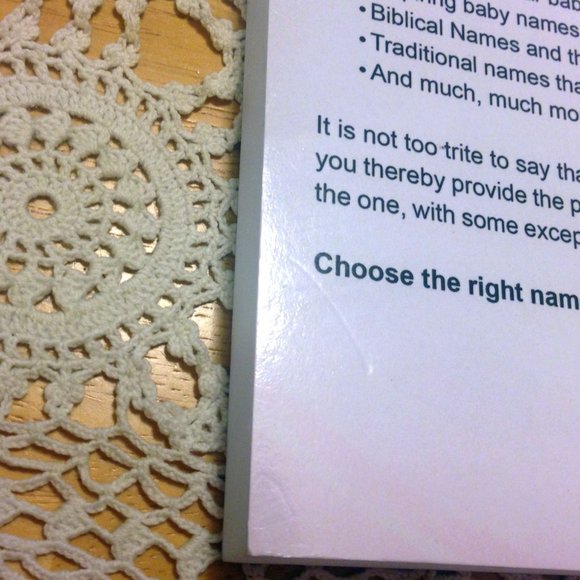 baby names
• Biblical Names and th
• Traditional names tha
• And much, much mo
It is not too trite to say tha
you thereby provide the p
the one, with some excep
Choose the right nam